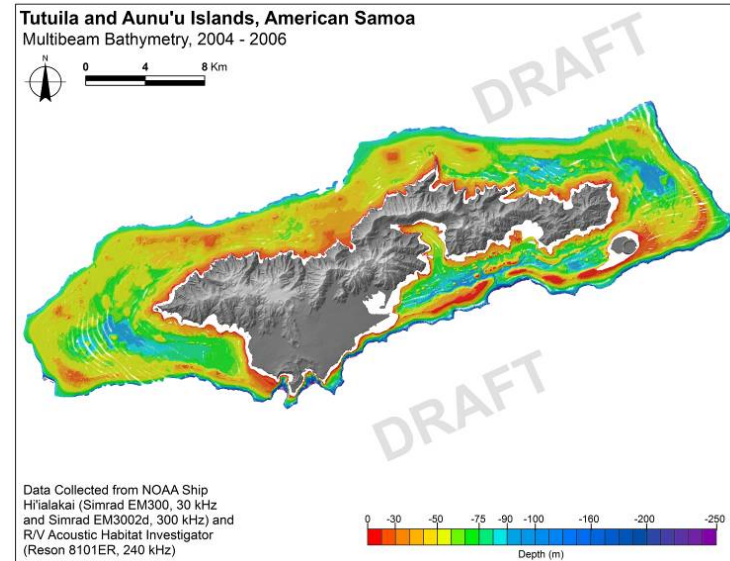 Tutuila and Aunu'u Islands, American Samoa
Multibeam Bathymetry, 2004 - 2006
N
0 4 8 Km
DRAFT
DRAFT
Data Collected from NOAA Ship
Hi'ialakai (Simrad EM300, 30 kHz
and Simrad EM3002d, 300 kHz) and
R/V Acoustic Habitat Investigator
(Reson 8101ER, 240 kHz)
0 -30 -50 -75 -90 -100 -160 -200 -250
Depth (m)